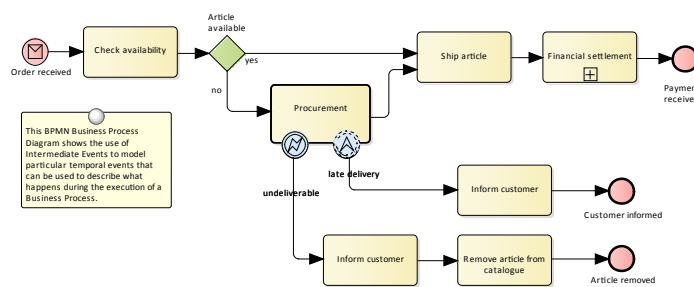 Article
available
Check availability
Ship article
Financial settlement
yes
Order received
Paymen
receive
no
Procurement
This BPMN Business Process
Diagram shows the use of
Intermediate Events to model
particular temporal events that
can be used to describe what
happens during the execution of a
Business Process.
late delivery
undeliverable
Inform customer
Customer informed
Inform customer
Remove article from
catalogue
Article removed